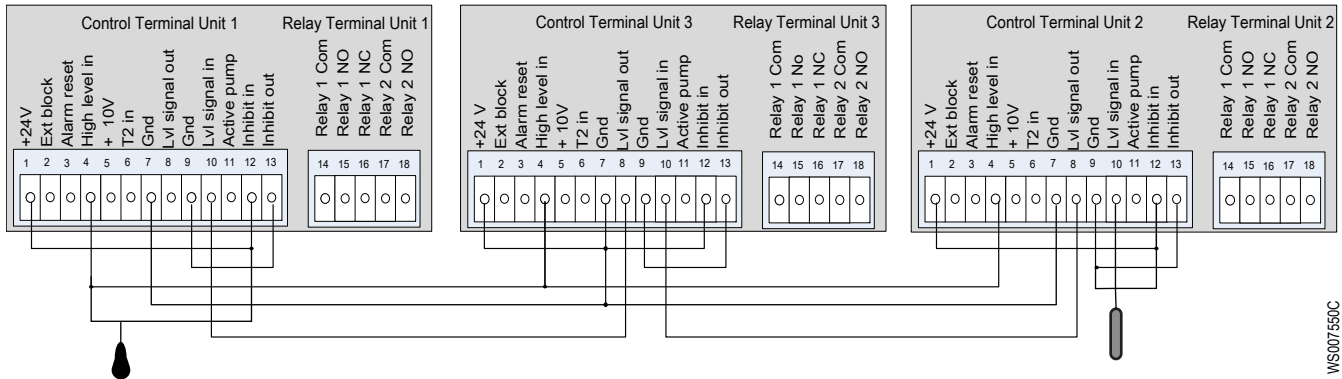 Control Terminal Unit 1
Relay Terminal Unit 1
+24 V
Ext block
Alarm reset
High level in
+ 10V
T2 in
Gnd
Lvl signal out
Gnd
Lvl signal in
Active pump
Inhibit in
Inhibit out
Relay 1 Com
Relay 1 NO
Relay 1 NC
Relay 2 Com
Relay 2 NO
1 2 3 4 5 6 7 8 9 10 11 12 13
14 15 16 17 18
Control Terminal Unit 3
Relay Terminal Unit 3
+24 V
Ext block
Alarm reset
High level in
+ 10V
T2 in
Gnd
Lvl signal out
Gnd
Lvl signal in
Active pump
Inhibit in
Inhibit out
Relay 1 Com
Relay 1 No
Relay 1 NC
Relay 2 Com
Relay 2 NO
1 2 3 4 5 6 7 8 9 10 11 12 13
14 15 16 17 18
Control Terminal Unit 2
Relay Terminal Unit 2
+24 V
Ext block
Alarm reset
High level in
+ 10V
T2 in
Gnd
Lvl signal out
Gnd
Lvl signal in
Active pump
Inhibit in
Inhibit out
Relay 1 Com
Relay 1 NO
Relay 1 NC
Relay 2 Com
Relay 2 NO
1 2 3 4 5 6 7 8 9 10 11 12 13
14 15 16 17 18
WS007550C